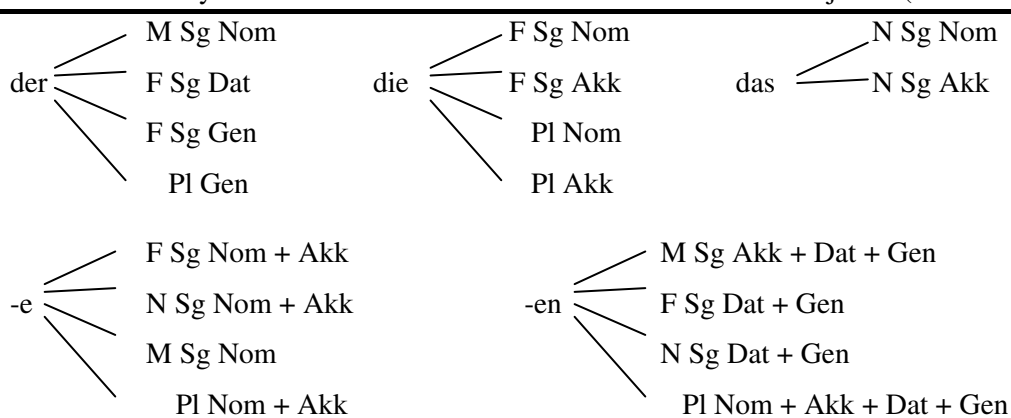 M Sg Nom F Sg Nom N Sg Nom
der F Sg Dat die F Sg Akk das N Sg Akk
F Sg Gen Pl Nom
Pl Gen Pl Akk
F Sg Nom + Akk M Sg Akk + Dat + Gen
-e N Sg Nom + Akk -en F Sg Dat + Gen
M Sg Nom N Sg Dat + Gen
Pl Nom + Akk Pl Nom + Akk + Dat + Gen